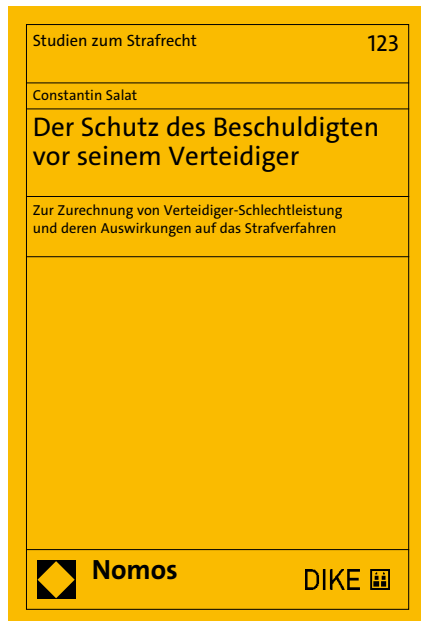 Studien zum Strafrecht
123
Constantin Salat
Der Schutz des Beschuldigten
vor seinem Verteidiger
Zur Zurechnung von Verteidiger-Schlechtleistung
und deren Auswirkungen auf das Strafverfahren
Nomos
DIKE